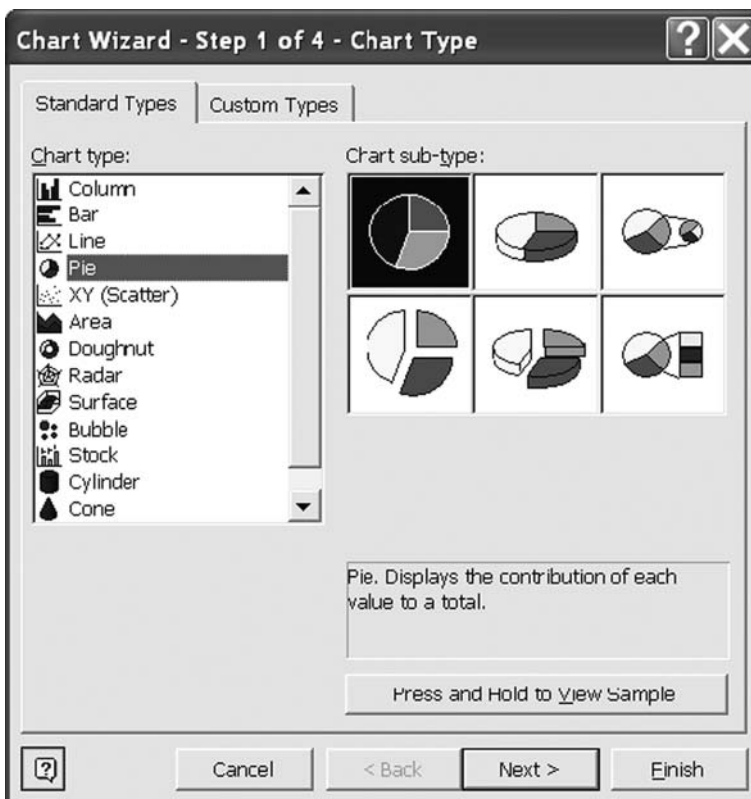 Chart Wizard - Step 1 of 4 - Chart Type
Standard Types
Custom Types
Chart type:
Column
Bar
Line
Pie
XY (Scatter)
Area
Doughnut
Radar
Surface
Bubble
Stock
Cylinder
Cone
Chart sub-type:
Pie. Displays the contribution of each
value to a total.
Press and Hold to View Sample
Cancel
< Back
Next >
Finish